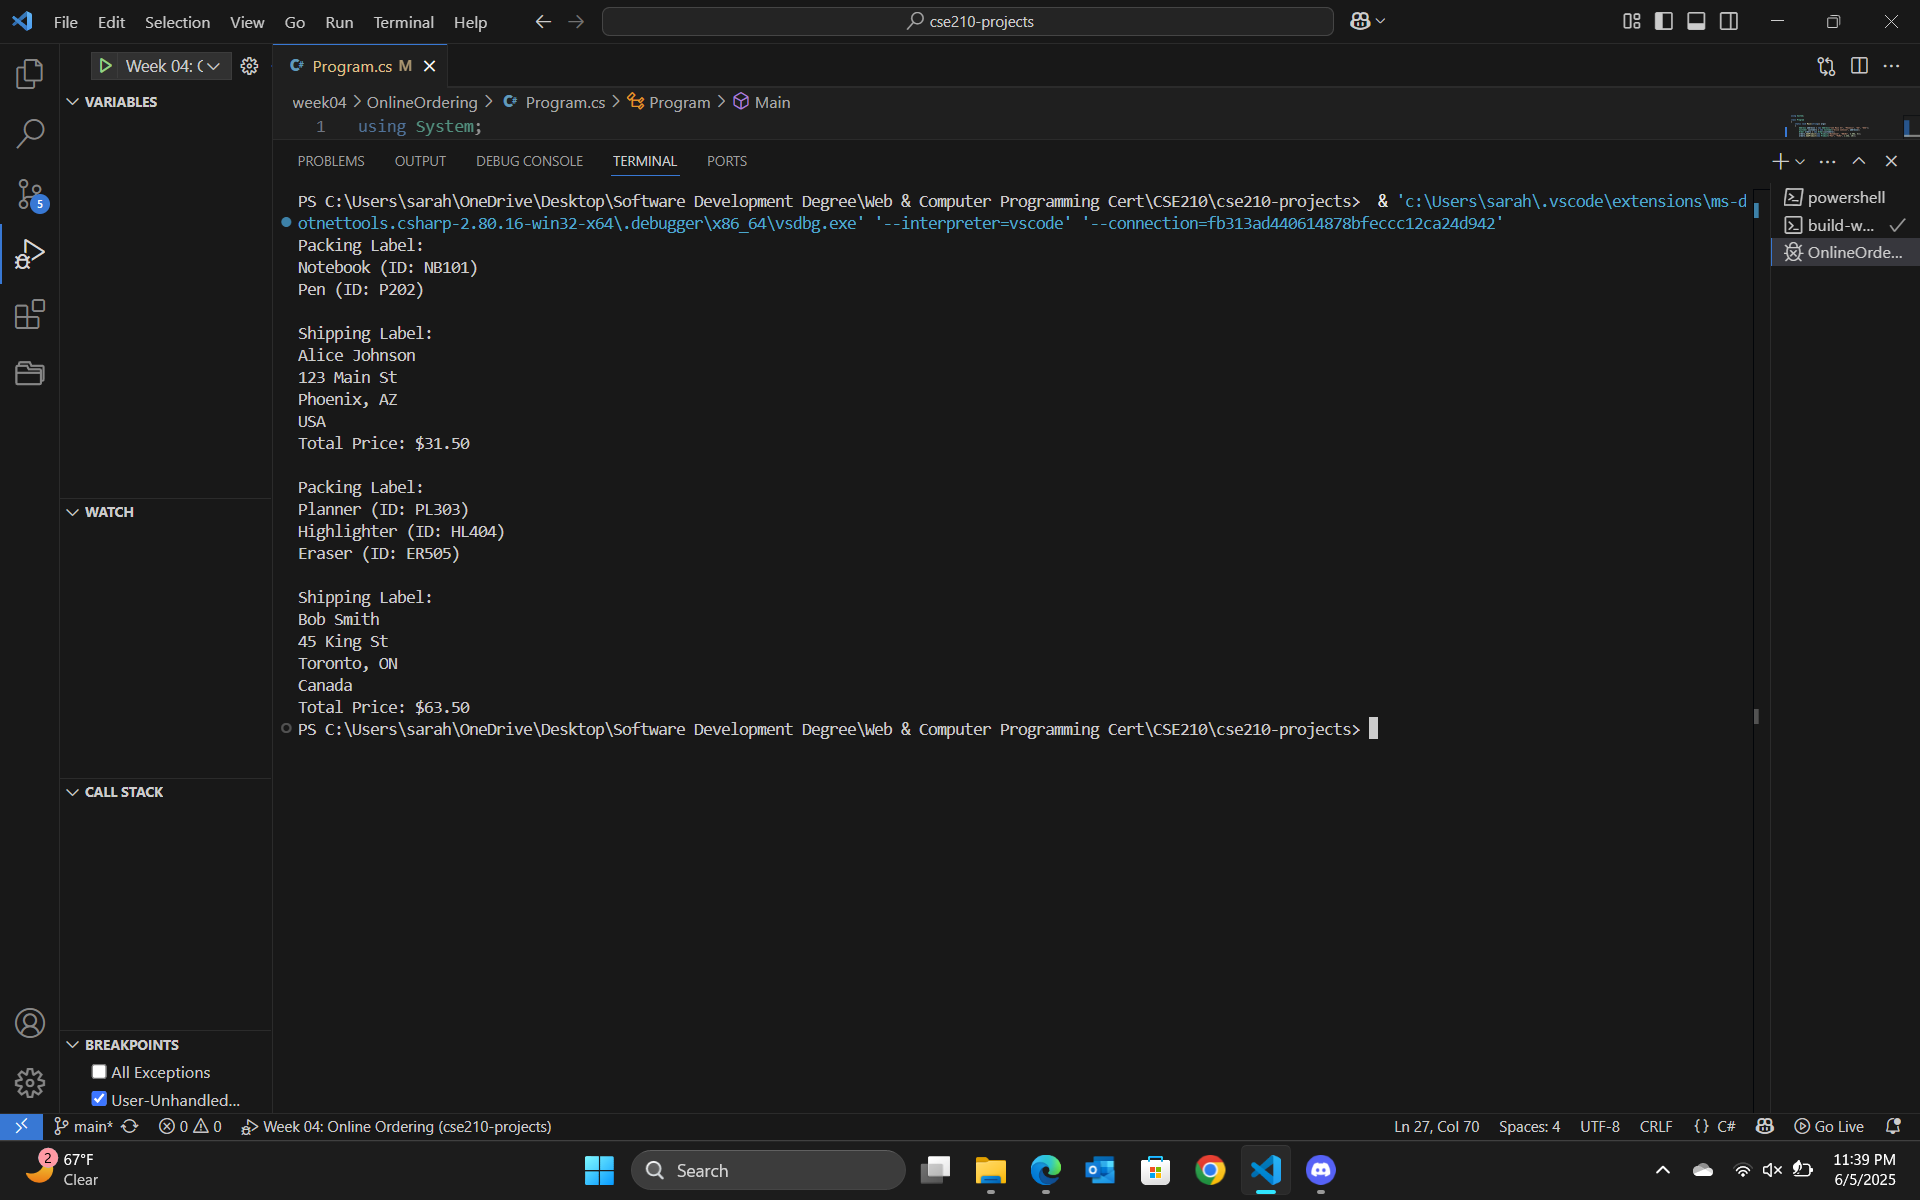 File Edit Selection View Go Run Terminal Help
cse210-projects
Week 04: (
Program.cs M
VARIABLES
week04 > OnlineOrdering > Program.cs > Program > Main
1 using System;
PROBLEMS OUTPUT DEBUG CONSOLE TERMINAL PORTS
PS C:\Users\sarah\OneDrive\Desktop\Software Development Degree\Web & Computer Programming Cert\CSE210\cse210-projects> & 'c:\Users\sarah\.vscode\extensions\ms-d
otnettools.csharp-2.80.16-win32-x64\.debugger\x86_64\vsdbg.exe' '--interpreter=vscode' '--connection=fb313ad440614878bfeccc12ca24d942'
Packing Label:
Notebook (ID: NB101)
Pen (ID: P202)
Shipping Label:
Alice Johnson
123 Main St
Phoenix, AZ
USA
Total Price: $31.50
Packing Label:
Planner (ID: PL303)
Highlighter (ID: HL404)
Eraser (ID: ER505)
Shipping Label:
Bob Smith
45 King St
Toronto, ON
Canada
Total Price: $63.50
PS C:\Users\sarah\OneDrive\Desktop\Software Development Degree\Web & Computer Programming Cert\CSE210\cse210-projects>
powershell
build-w...
OnlineOrde...
5
WATCH
CALL STACK
BREAKPOINTS
All Exceptions
User-Unhandled...
main* 0 0 Week 04: Online Ordering (cse210-projects)
Ln 27, Col 70 Spaces: 4 UTF-8 CRLF {} C# Go Live
2
67°F
Clear
Search
11:39 PM
6/5/2025